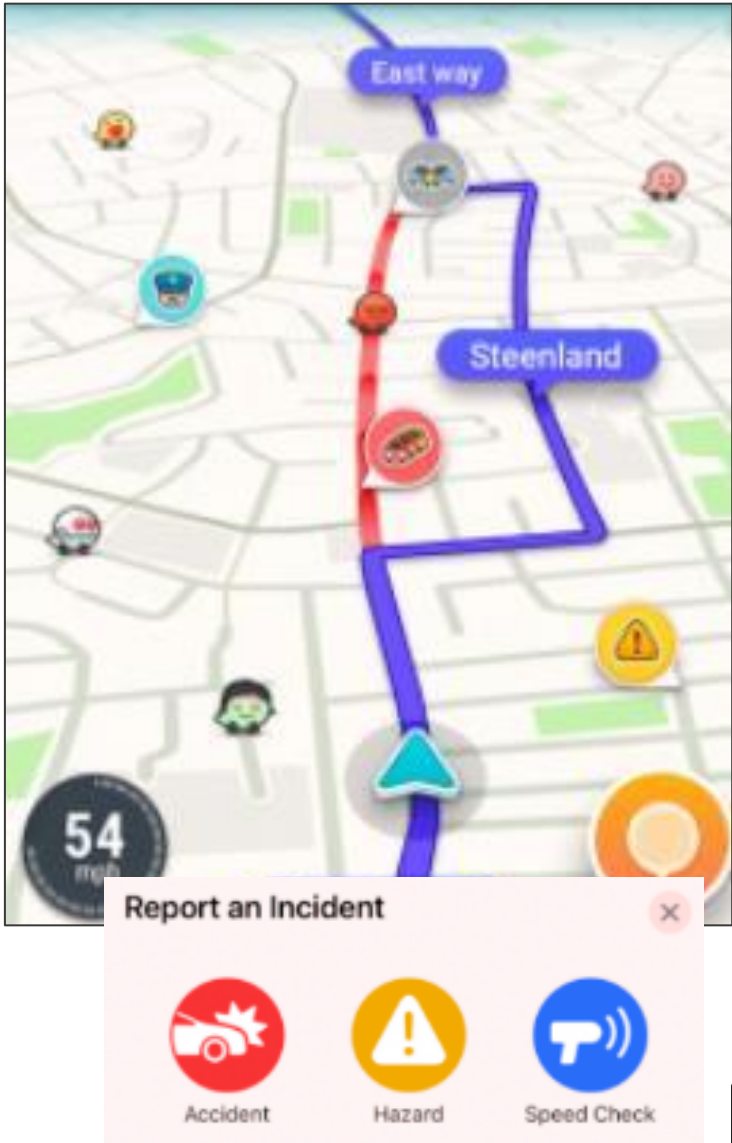 East way
Steenland
54
mph
Report an Incident
Accident
Hazard
Speed Check